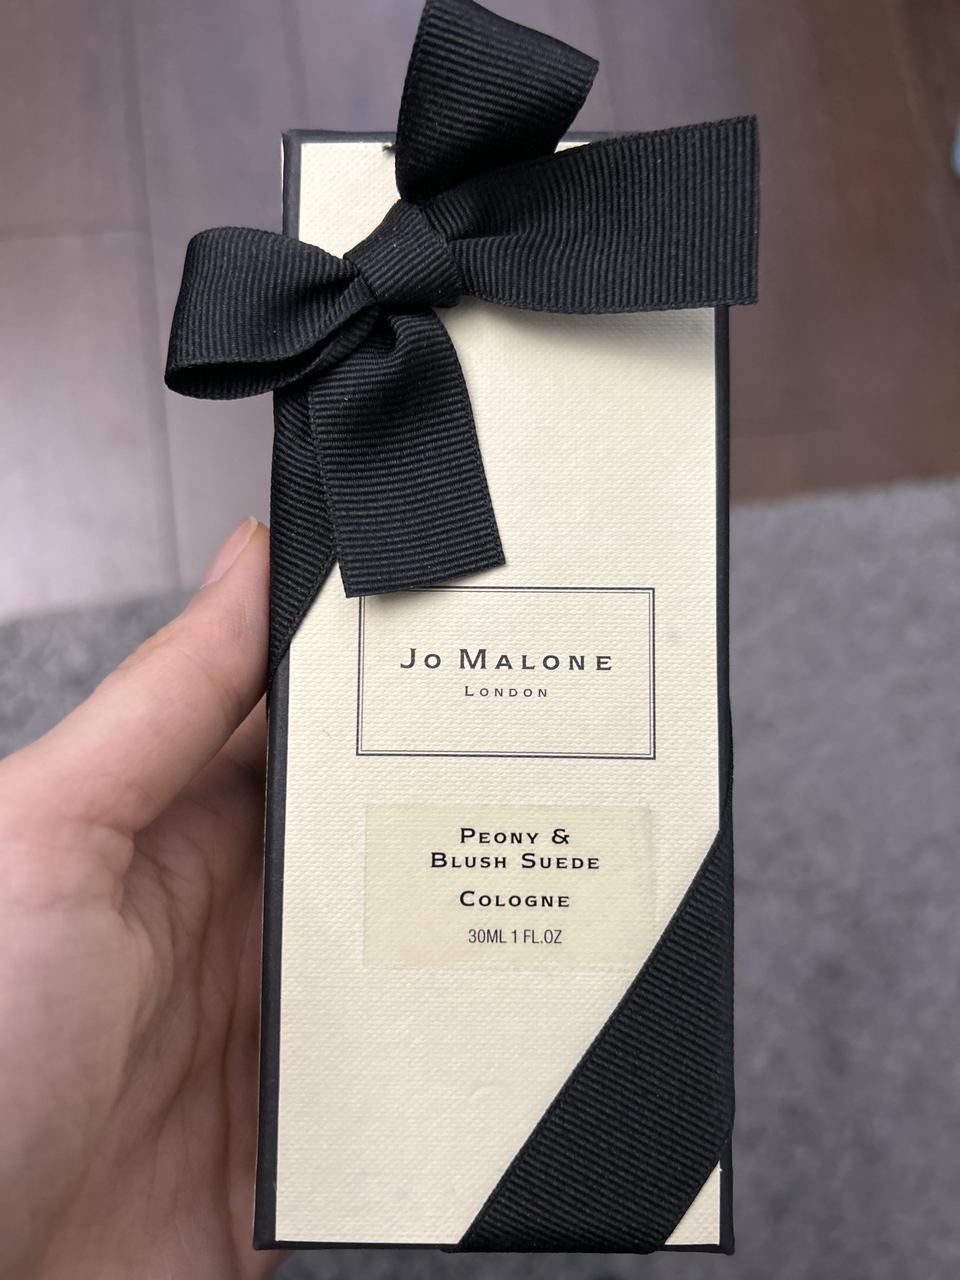 Jo Malone
London
Peony &
Blush Suede
Cologne
30ML 1 FL.OZ